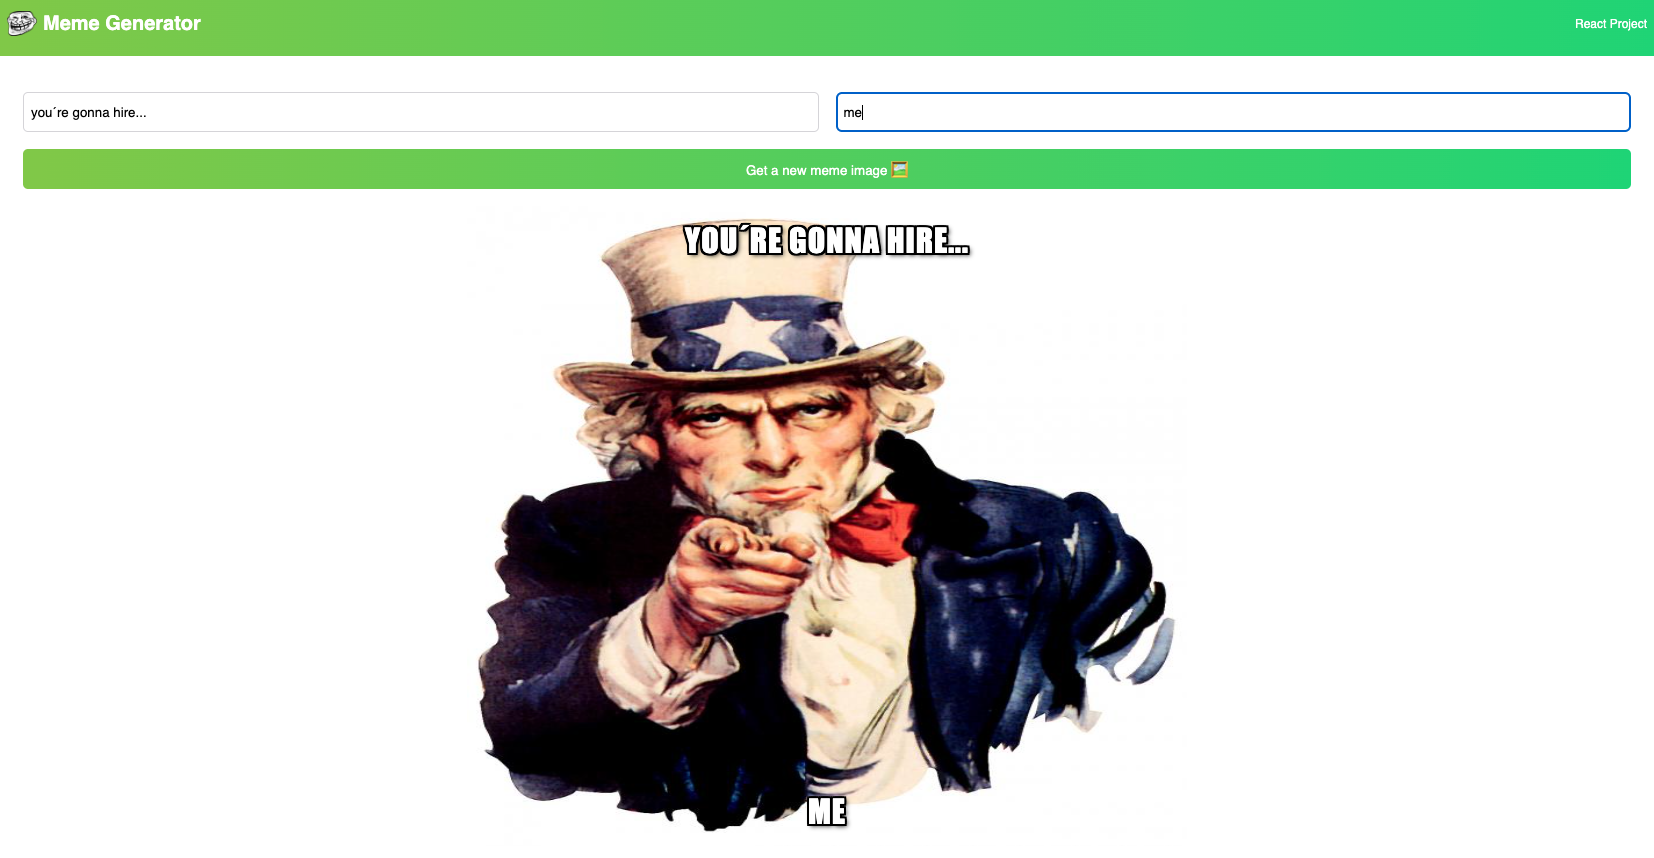 Meme Generator
React Project
you´re gonna hire...
me
Get a new meme image 🖼️
YOU´RE GONNA HIRE...
ME